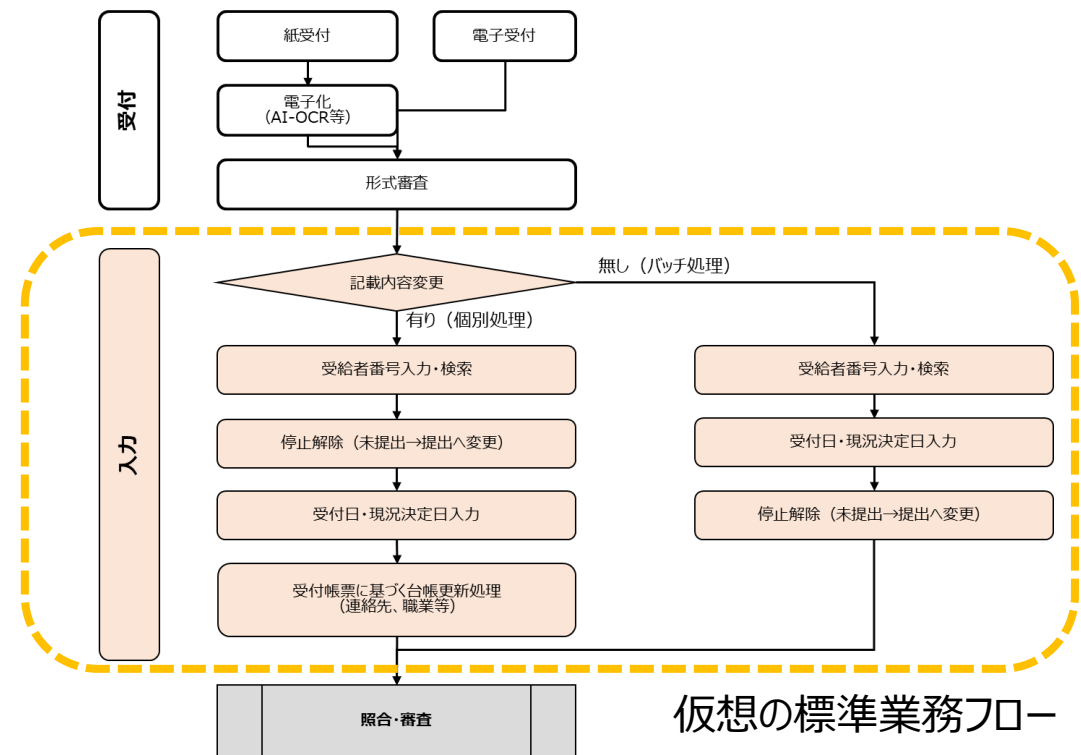 受付
紙受付
電子受付
電子化
(AI-OCR等)
形式審査
入力
記載内容変更
無し（バッチ処理）
有り（個別処理）
受給者番号入力・検索
停止解除（未提出→提出へ変更）
受付日・現況決定日入力
受付帳票に基づく台帳更新処理
（連絡先、職業等）
受給者番号入力・検索
受付日・現況決定日入力
停止解除（未提出→提出へ変更）
照合・審査
仮想の標準業務フロー